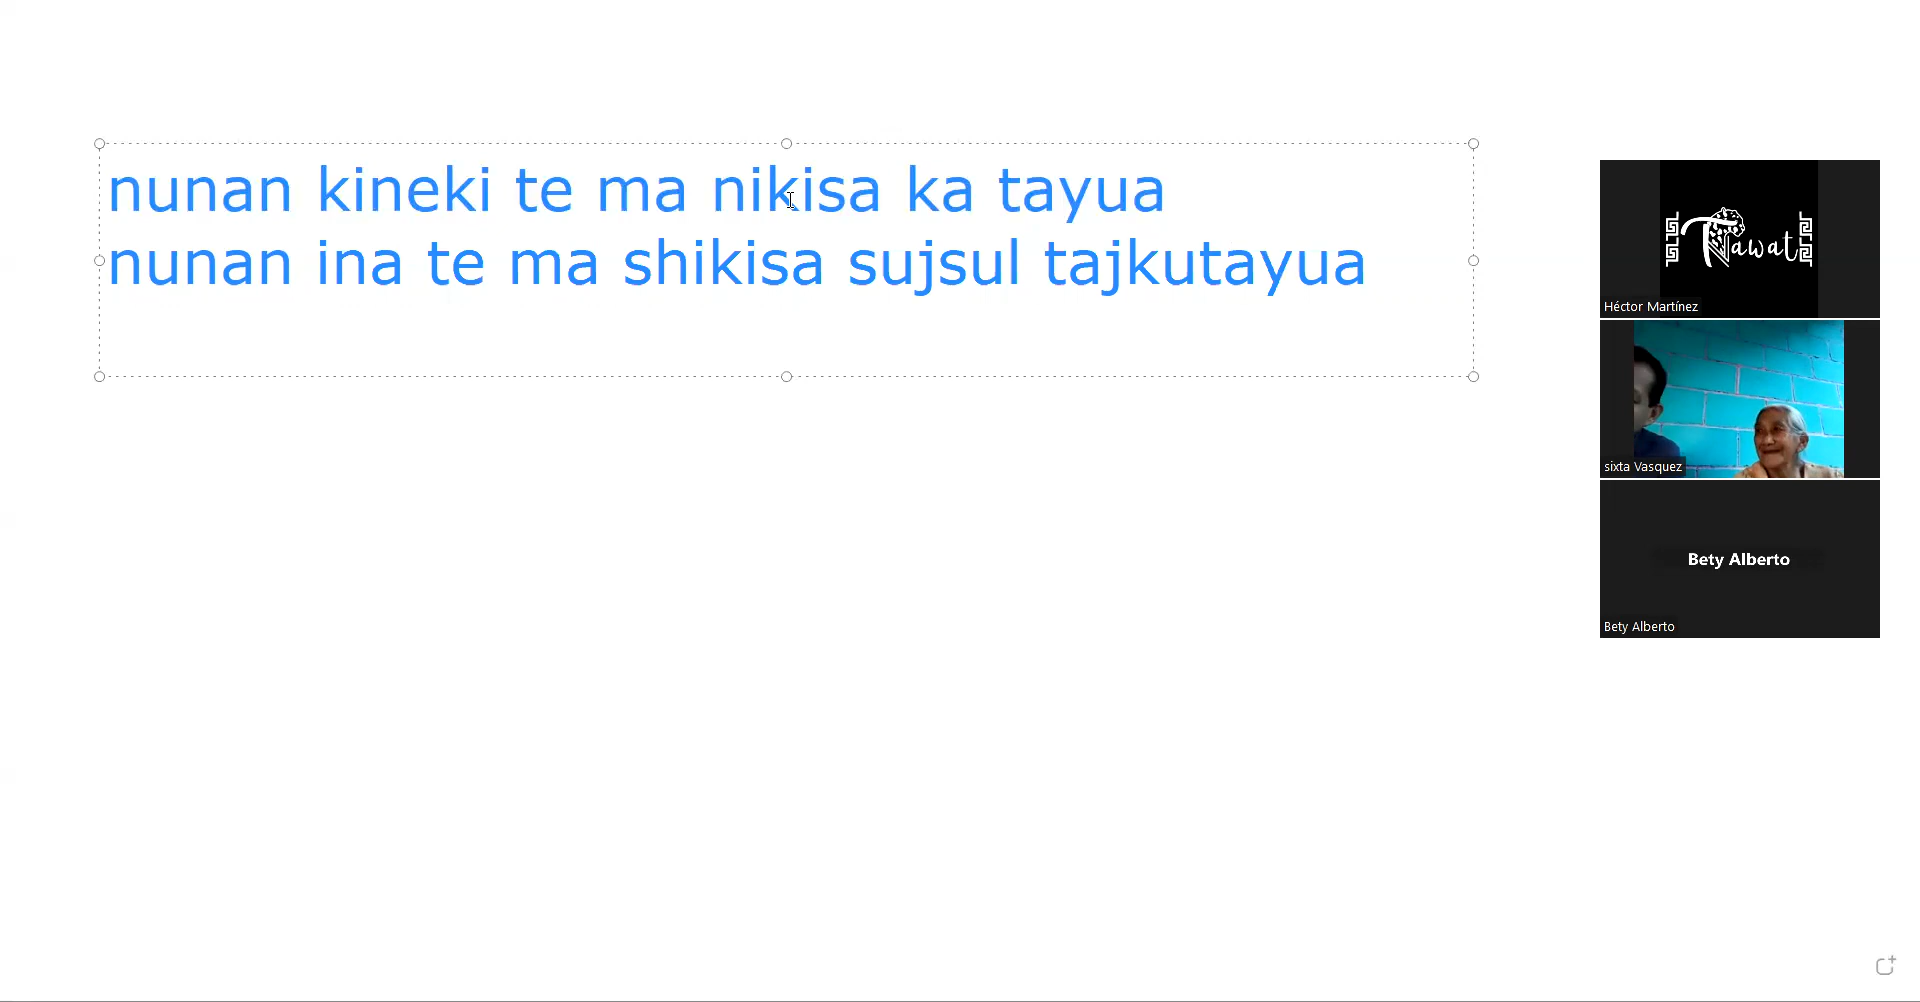 nunan kineki te ma nikisa ka tayua
nunan ina te ma shikisa sujsul tajkutayua
Tawat
Héctor Martínez
sixta Vasquez
Bety Alberto
Bety Alberto